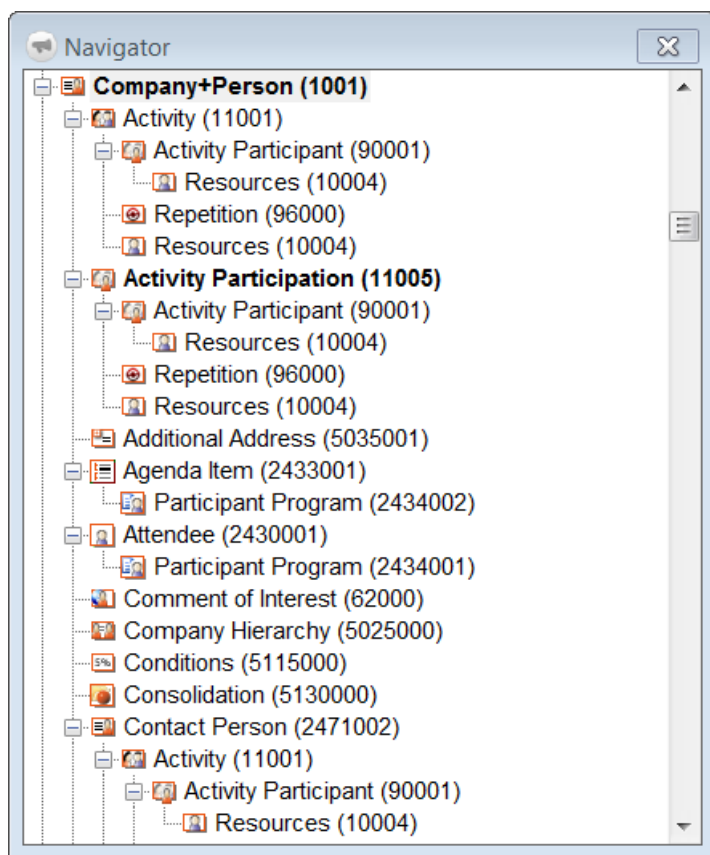 Navigator
Company+Person (1001)
Activity (11001)
Activity Participant (90001)
Resources (10004)
Repetition (96000)
Resources (10004)
Activity Participation (11005)
Activity Participant (90001)
Resources (10004)
Repetition (96000)
Resources (10004)
Additional Address (5035001)
Agenda Item (2433001)
Participant Program (2434002)
Attendee (2430001)
Participant Program (2434001)
Comment of Interest (62000)
Company Hierarchy (5025000)
5% Conditions (5115000)
Consolidation (5130000)
Contact Person (2471002)
Activity (11001)
Activity Participant (90001)
Resources (10004)